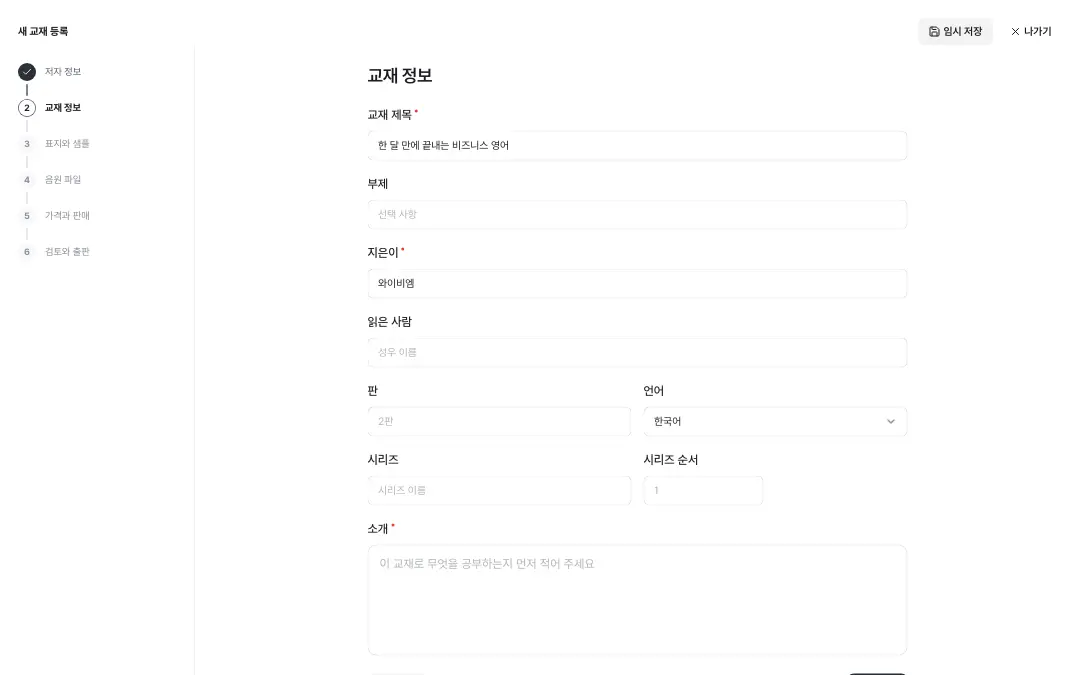 새 교재 등록
임시 저장
나가기
저자 정보
2 교재 정보
3 표지와 샘플
4 음원 파일
5 가격과 판매
6 검토와 출판
교재 정보
교재 제목 *
한 달 만에 끝내는 비즈니스 영어
부제
선택 사항
지은이 *
와이비엠
읽은 사람
성우 이름
판
2판
언어
한국어
시리즈
시리즈 이름
시리즈 순서
1
소개 *
이 교재로 무엇을 공부하는지 먼저 적어 주세요